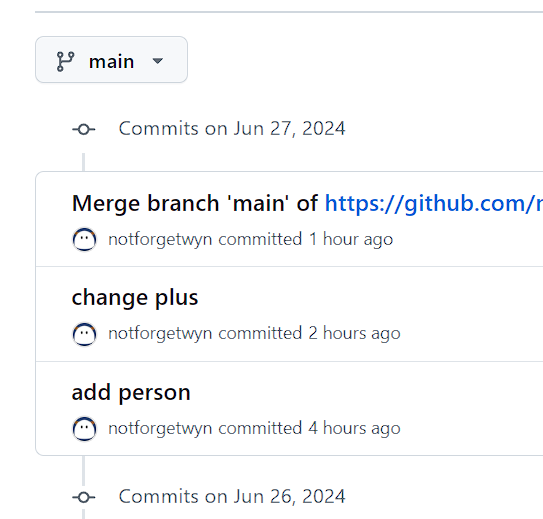 main
Commits on Jun 27, 2024
Merge branch 'main' of https://github.com/
notforgetwyn committed 1 hour ago
change plus
notforgetwyn committed 2 hours ago
add person
notforgetwyn committed 4 hours ago
Commits on Jun 26, 2024